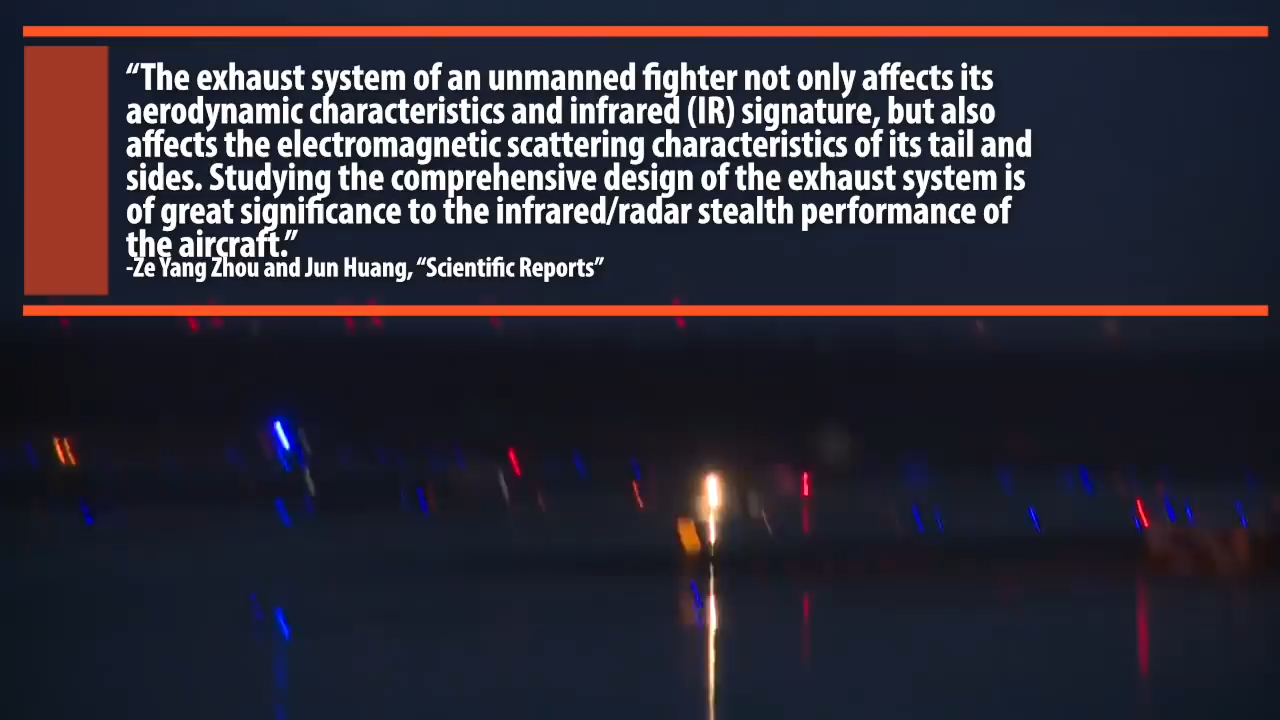 “The exhaust system of an unmanned fighter not only affects its
aerodynamic characteristics and infrared (IR) signature, but also
affects the electromagnetic scattering characteristics of its tail and
sides. Studying the comprehensive design of the exhaust system is
of great significance to the infrared/radar stealth performance of
the aircraft.”
-Ze Yang Zhou and Jun Huang, “Scientific Reports”